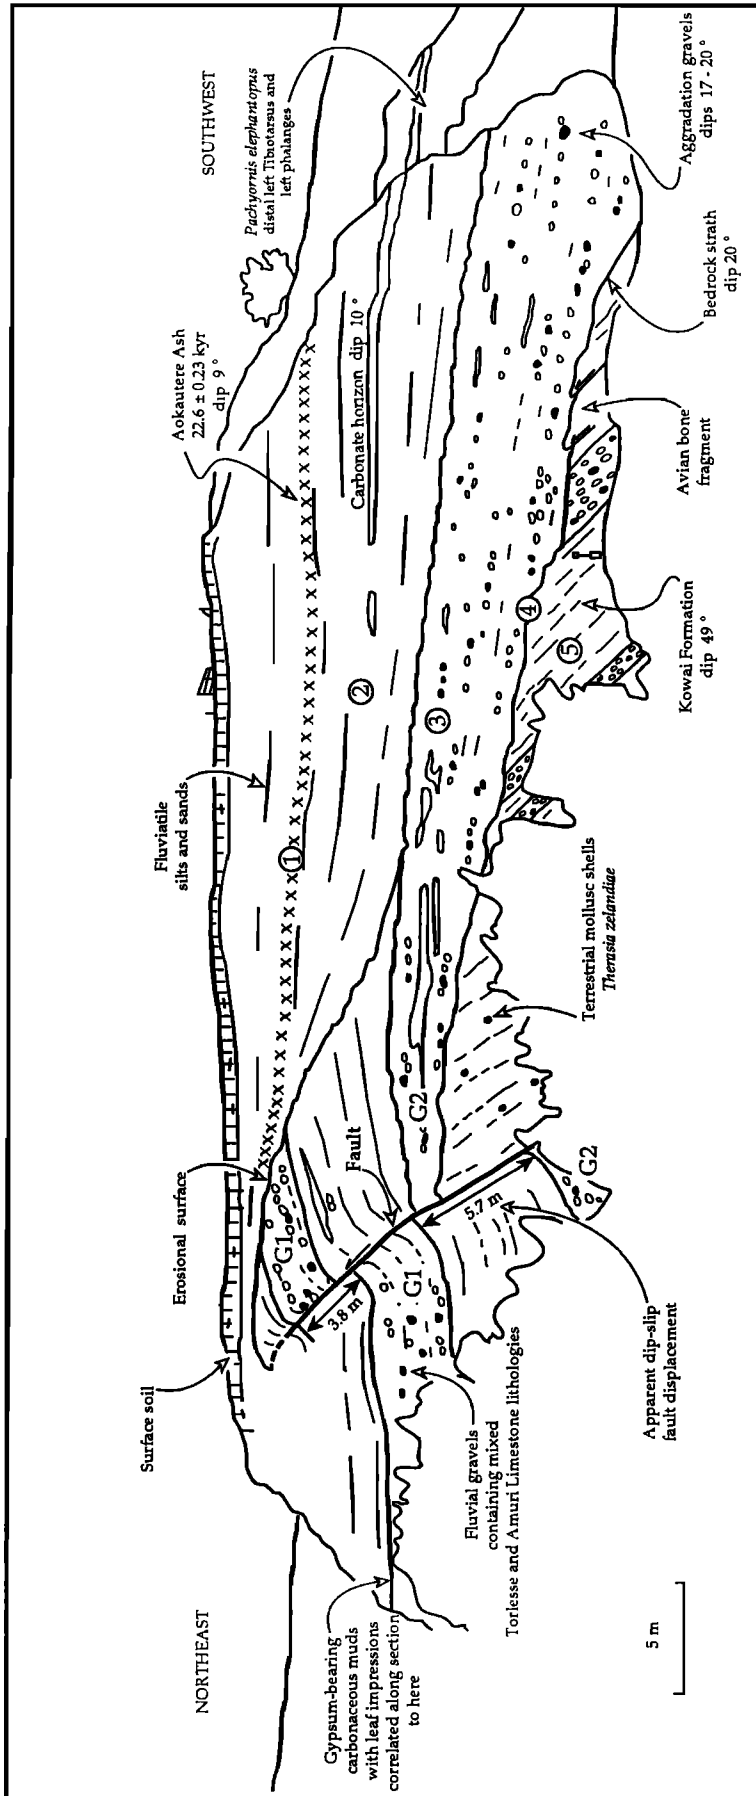 NORTHEAST
SOUTHWEST
Surface soil
Erosional surface
Fluviatile
silts and sands
Aokautere Ash
22.6 ± 0.23 kyr
dip 9°
Pachyornis elephantopus
distal left Tibiotarsus and
left phalanges
Carbonate horizon dip 10°
G1
3.8 m
Fault
G1
G2
5.7 m
G2
1
2
3
4
5
Gypsum-bearing
carbonaceous muds
with leaf impressions
correlated along section
to here
Fluvial gravels
containing mixed
Torlesse and Amuri Limestone lithologies
Apparent dip-slip
fault displacement
Terrestrial mollusc shells
Therasia zelandiae
Kowai Formation
dip 49°
Avian bone
fragment
Bedrock strath
dip 20°
Aggradation gravels
dips 17 - 20°
5 m